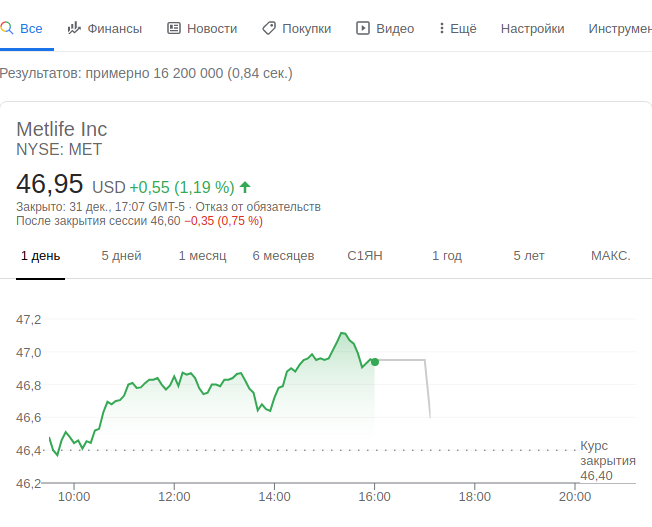 Все Финансы Новости Покупки Видео Ещё Настройки Инструмен
Результатов: примерно 16 200 000 (0,84 сек.)
Metlife Inc
NYSE: MET
46,95 USD +0,55 (1,19 %)
Закрыто: 31 дек., 17:07 GMT-5 · Отказ от обязательств
После закрытия сессии 46,60 −0,35 (0,75 %)
1 день 5 дней 1 месяц 6 месяцев С1ЯН 1 год 5 лет МАКС.
47,2
47,0
46,8
46,6
46,4
Курс
закрытия
46,40
46,2
10:00 12:00 14:00 16:00 18:00 20:00